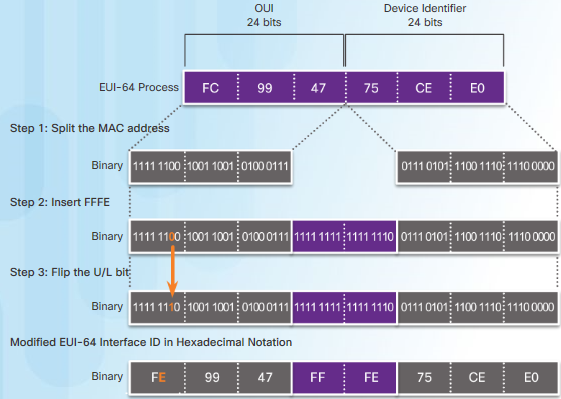 OUI
24 bits
Device Identifier
24 bits
EUI-64 Process FC 99 47 75 CE E0
Step 1: Split the MAC address
Binary 1111 1100 1001 1001 0100 0111 0111 0101 1100 1110 1110 0000
Step 2: Insert FFFE
Binary 1111 1100 1001 1001 0100 0111 1111 1111 1111 1110 0111 0101 1100 1110 1110 0000
Step 3: Flip the U/L bit
Binary 1111 1110 1001 1001 0100 0111 1111 1111 1111 1110 0111 0101 1100 1110 1110 0000
Modified EUI-64 Interface ID in Hexadecimal Notation
Binary FE 99 47 FF FE 75 CE E0